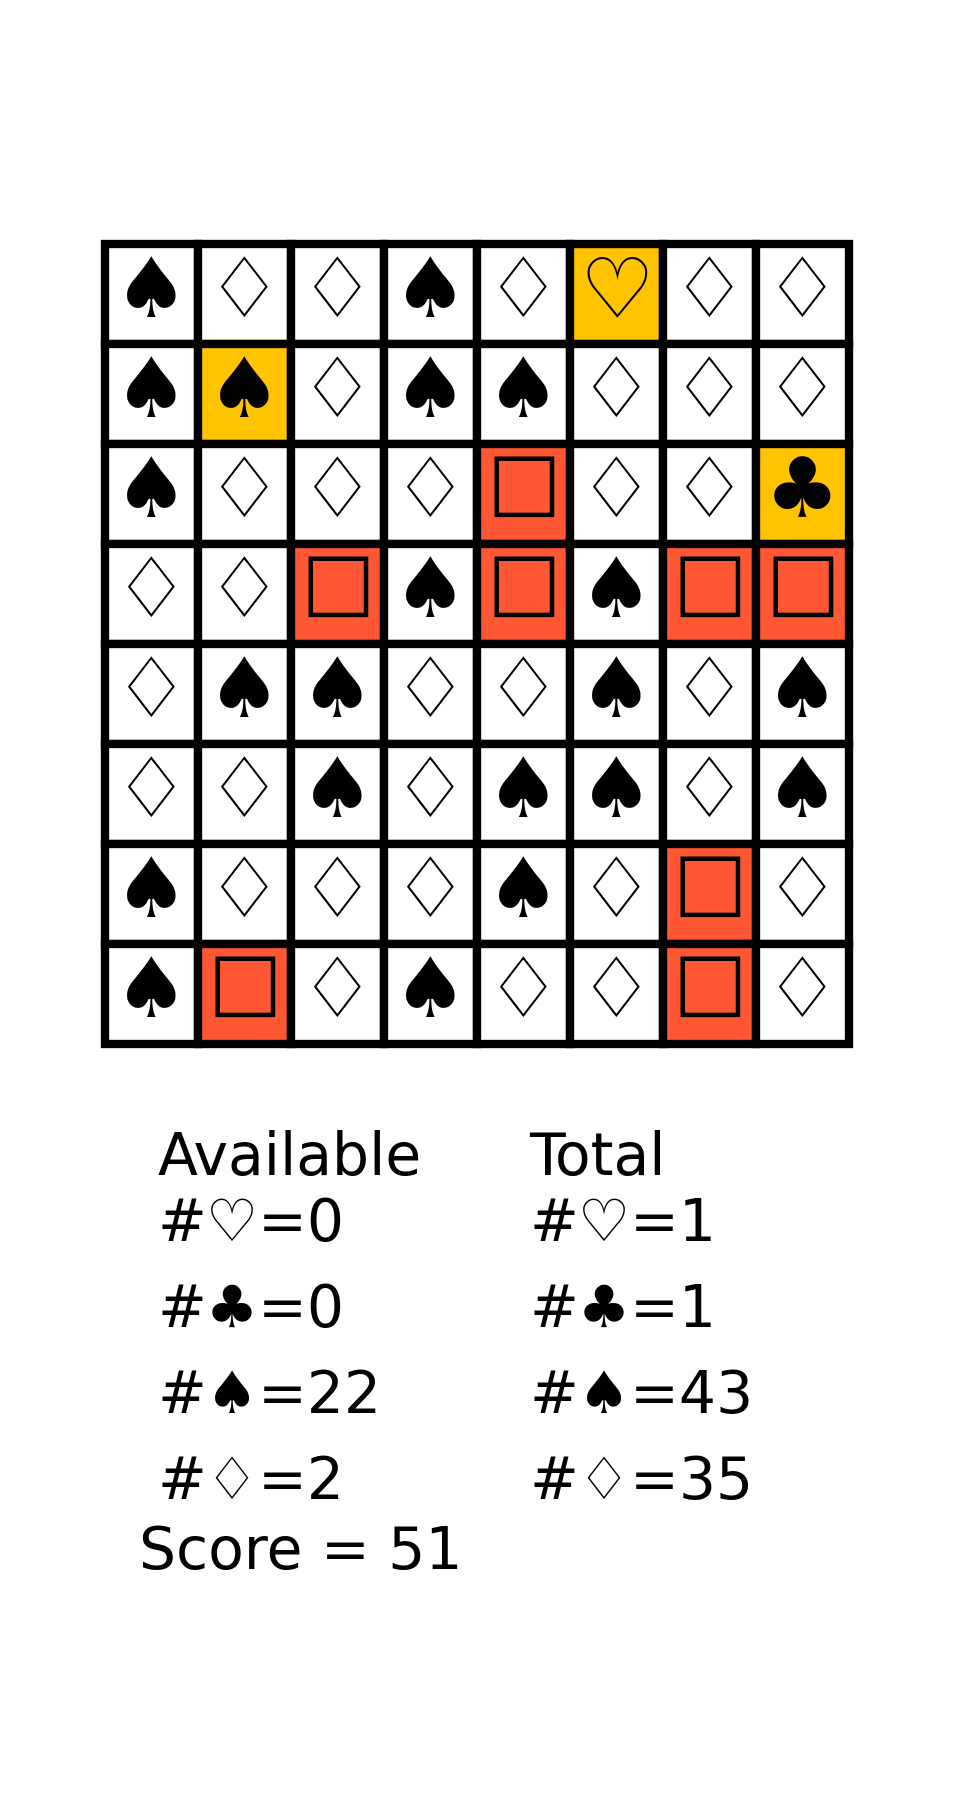 ♠ ♢ ♢ ♠ ♢ ♡ ♢ ♢
♠ ♠ ♢ ♠ ♠ ♢ ♢ ♢
♠ ♢ ♢ ♢ □ ♢ ♢ ♣
♢ ♢ □ ♠ □ ♠ □ □
♢ ♠ ♠ ♢ ♢ ♠ ♢ ♠
♢ ♢ ♠ ♢ ♠ ♠ ♢ ♠
♠ ♢ ♢ ♢ ♠ ♢ □ ♢
♠ □ ♢ ♠ ♢ ♢ □ ♢
Available Total
#♡=0 #♡=1
#♣=0 #♣=1
#♠=22 #♠=43
#♢=2 #♢=35
Score = 51